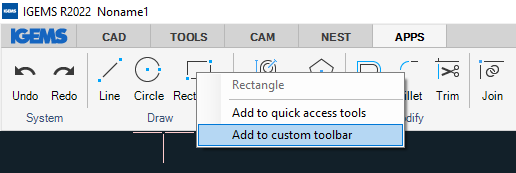 IGEMS R2022 Noname1
IGEMS CAD TOOLS CAM NEST APPS
Undo Redo Line Circle Rect illet Trim Join
System Draw dify
Rectangle
Add to quick access tools
Add to custom toolbar